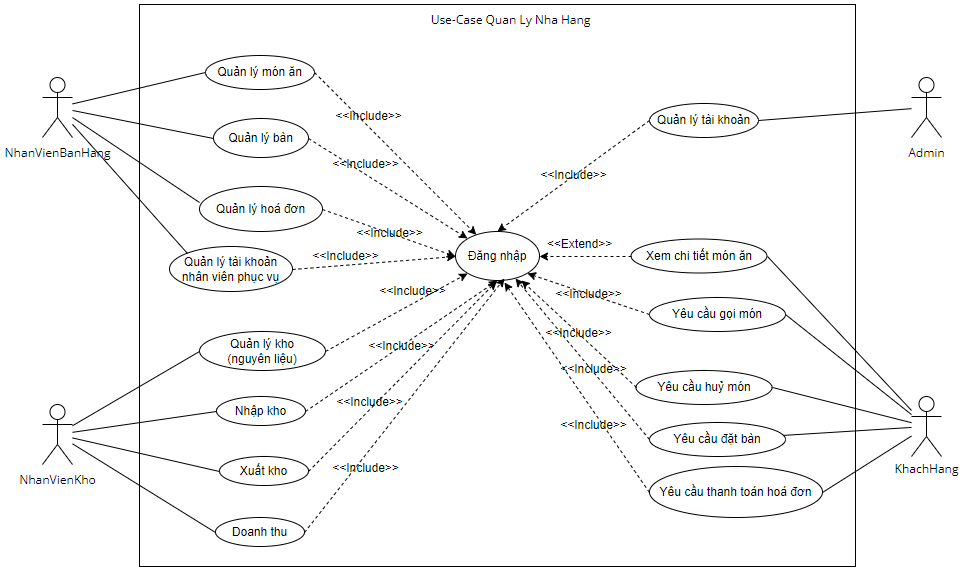 Use-Case Quan Ly Nha Hang
Quản lý món ăn
<<Include>>
Quản lý tài khoản
NhanVienBanHang
Admin
Quản lý bàn
<<Include>>
<<Include>>
Quản lý hoá đơn
<<Include>>
<<Extend>>
Đăng nhập
Xem chi tiết món ăn
Quản lý tài khoản
nhân viên phục vụ
<<Include>>
<<Include>>
<<Include>>
Yêu cầu gọi món
<<Include>>
Quản lý kho
(nguyên liệu)
<<Include>>
<<Include>>
Yêu cầu huỷ món
Nhập kho
<<Include>>
<<Include>>
Yêu cầu đặt bàn
NhanVienKho
KhachHang
Xuất kho
<<Include>>
Yêu cầu thanh toán hoá đơn
Doanh thu